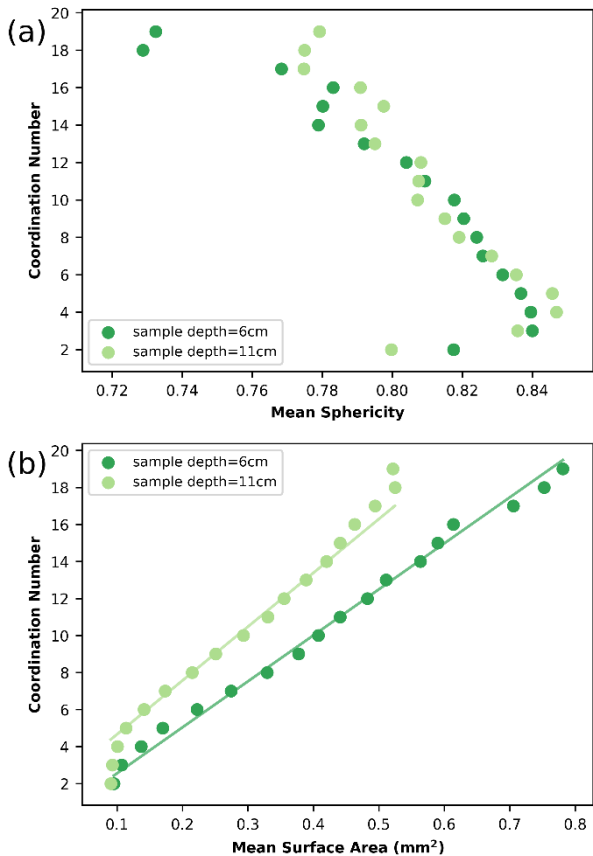 (a)
20
18
16
14
12
10
8
6
4
2
Coordination Number
sample depth=6cm
sample depth=11cm
0.72 0.74 0.76 0.78 0.80 0.82 0.84
Mean Sphericity
(b)
20
18
16
14
12
10
8
6
4
2
Coordination Number
sample depth=6cm
sample depth=11cm
0.1 0.2 0.3 0.4 0.5 0.6 0.7 0.8
Mean Surface Area (mm²)